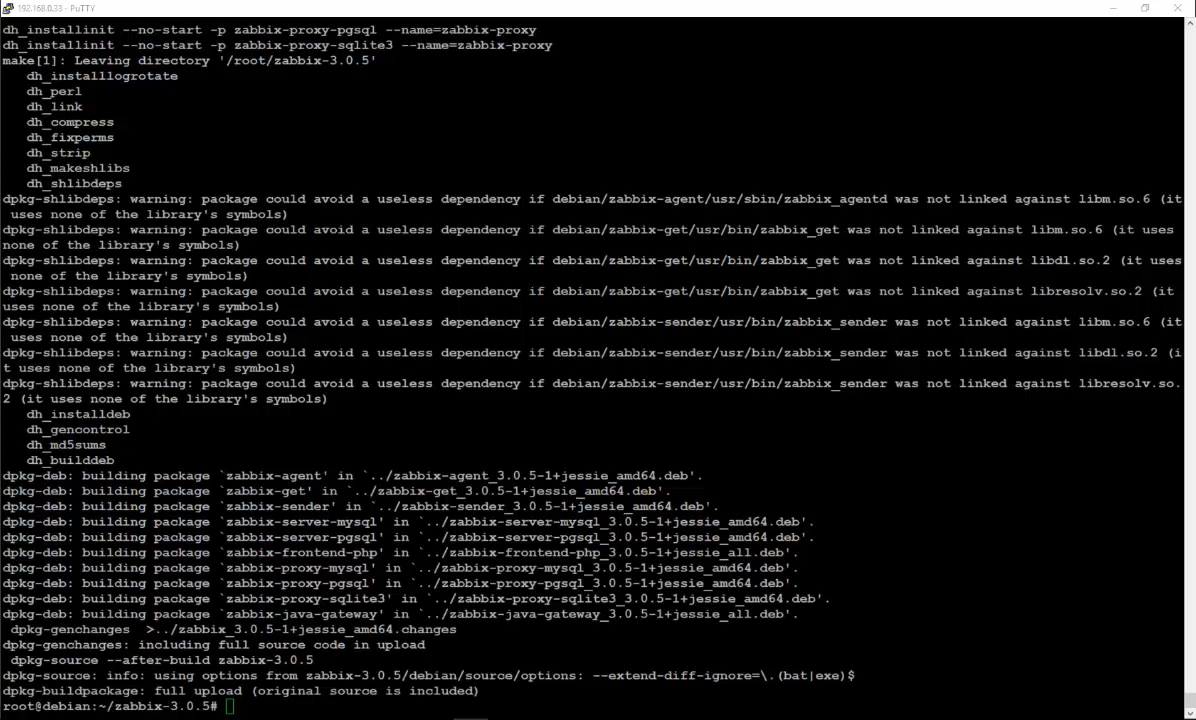 192.168.0.33 - PuTTY
dh_installinit --no-start -p zabbix-proxy-pgsql --name=zabbix-proxy
dh_installinit --no-start -p zabbix-proxy-sqlite3 --name=zabbix-proxy
make[1]: Leaving directory '/root/zabbix-3.0.5'
   dh_installlogrotate
   dh_perl
   dh_link
   dh_compress
   dh_fixperms
   dh_strip
   dh_makeshlibs
   dh_shlibdeps
dpkg-shlibdeps: warning: package could avoid a useless dependency if debian/zabbix-agent/usr/sbin/zabbix_agentd was not linked against libm.so.6 (it
 uses none of the library's symbols)
dpkg-shlibdeps: warning: package could avoid a useless dependency if debian/zabbix-get/usr/bin/zabbix_get was not linked against libm.so.6 (it uses
none of the library's symbols)
dpkg-shlibdeps: warning: package could avoid a useless dependency if debian/zabbix-get/usr/bin/zabbix_get was not linked against libdl.so.2 (it uses
 none of the library's symbols)
dpkg-shlibdeps: warning: package could avoid a useless dependency if debian/zabbix-get/usr/bin/zabbix_get was not linked against libresolv.so.2 (it
uses none of the library's symbols)
dpkg-shlibdeps: warning: package could avoid a useless dependency if debian/zabbix-sender/usr/bin/zabbix_sender was not linked against libm.so.6 (it
 uses none of the library's symbols)
dpkg-shlibdeps: warning: package could avoid a useless dependency if debian/zabbix-sender/usr/bin/zabbix_sender was not linked against libdl.so.2 (i
t uses none of the library's symbols)
dpkg-shlibdeps: warning: package could avoid a useless dependency if debian/zabbix-sender/usr/bin/zabbix_sender was not linked against libresolv.so.
2 (it uses none of the library's symbols)
   dh_installdeb
   dh_gencontrol
   dh_md5sums
   dh_builddeb
dpkg-deb: building package `zabbix-agent' in `../zabbix-agent_3.0.5-1+jessie_amd64.deb'.
dpkg-deb: building package `zabbix-get' in `../zabbix-get_3.0.5-1+jessie_amd64.deb'.
dpkg-deb: building package `zabbix-sender' in `../zabbix-sender_3.0.5-1+jessie_amd64.deb'.
dpkg-deb: building package `zabbix-server-mysql' in `../zabbix-server-mysql_3.0.5-1+jessie_amd64.deb'.
dpkg-deb: building package `zabbix-server-pgsql' in `../zabbix-server-pgsql_3.0.5-1+jessie_amd64.deb'.
dpkg-deb: building package `zabbix-frontend-php' in `../zabbix-frontend-php_3.0.5-1+jessie_all.deb'.
dpkg-deb: building package `zabbix-proxy-mysql' in `../zabbix-proxy-mysql_3.0.5-1+jessie_amd64.deb'.
dpkg-deb: building package `zabbix-proxy-pgsql' in `../zabbix-proxy-pgsql_3.0.5-1+jessie_amd64.deb'.
dpkg-deb: building package `zabbix-proxy-sqlite3' in `../zabbix-proxy-sqlite3_3.0.5-1+jessie_amd64.deb'.
dpkg-deb: building package `zabbix-java-gateway' in `../zabbix-java-gateway_3.0.5-1+jessie_all.deb'.
 dpkg-genchanges  >../zabbix_3.0.5-1+jessie_amd64.changes
dpkg-genchanges: including full source code in upload
 dpkg-source --after-build zabbix-3.0.5
dpkg-source: info: using options from zabbix-3.0.5/debian/source/options: --extend-diff-ignore=\.(bat|exe)$
dpkg-buildpackage: full upload (original source is included)
root@debian:~/zabbix-3.0.5#